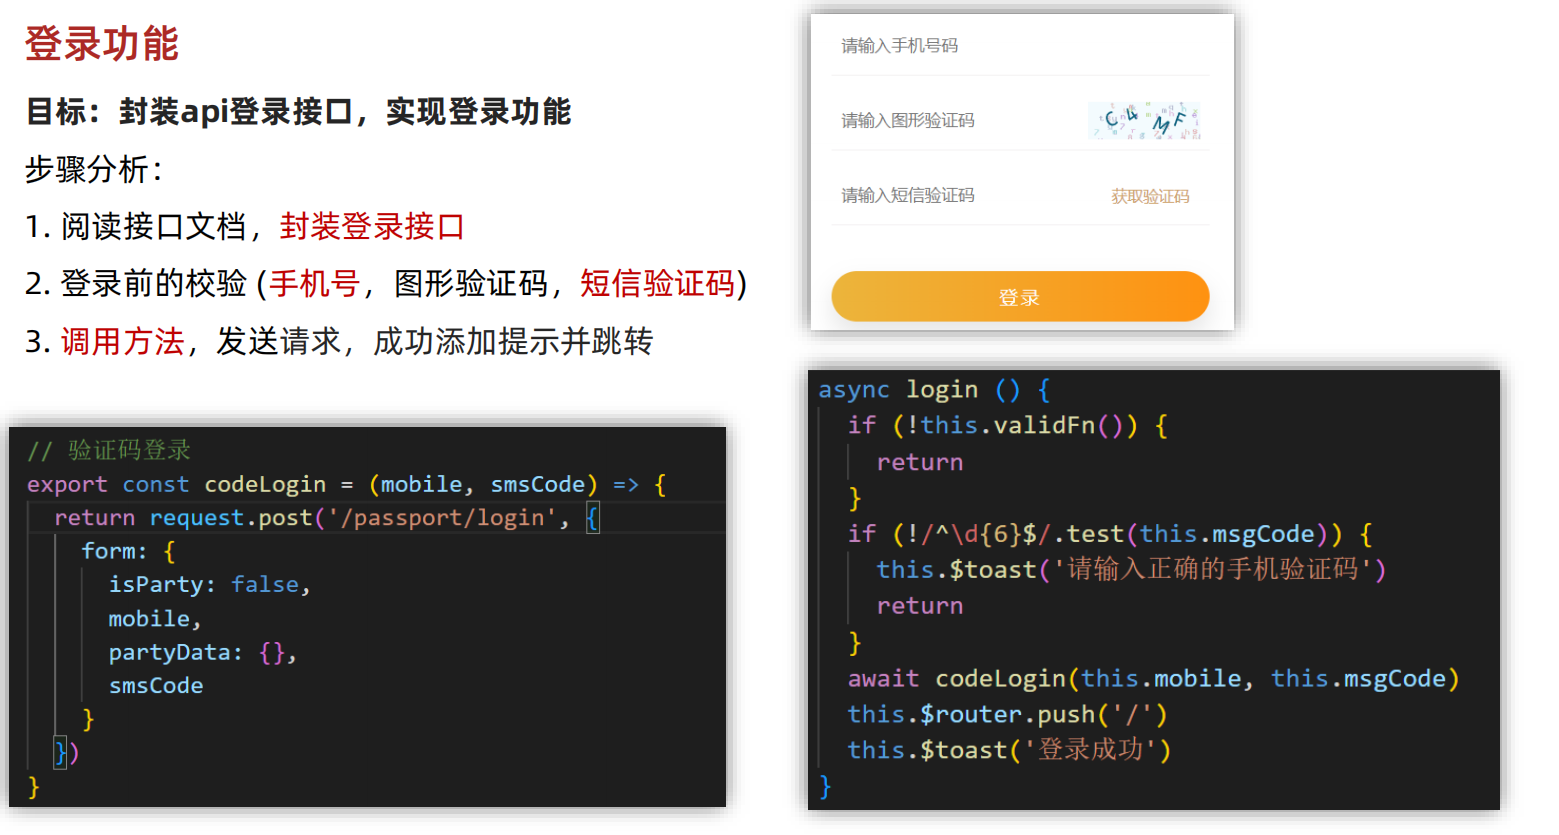 登录功能
目标：封装api登录接口，实现登录功能
步骤分析：
1. 阅读接口文档，封装登录接口
2. 登录前的校验 (手机号，图形验证码，短信验证码)
3. 调用方法，发送请求，成功添加提示并跳转
请输入手机号码
请输入图形验证码
C4MF
请输入短信验证码 获取验证码
登录
// 验证码登录
export const codeLogin = (mobile, smsCode) => {
  return request.post('/passport/login', {
    form: {
      isParty: false,
      mobile,
      partyData: {},
      smsCode
    }
  })
}
async login () {
  if (!this.validFn()) {
    return
  }
  if (!/^\d{6}$/.test(this.msgCode)) {
    this.$toast('请输入正确的手机验证码')
    return
  }
  await codeLogin(this.mobile, this.msgCode)
  this.$router.push('/')
  this.$toast('登录成功')
}